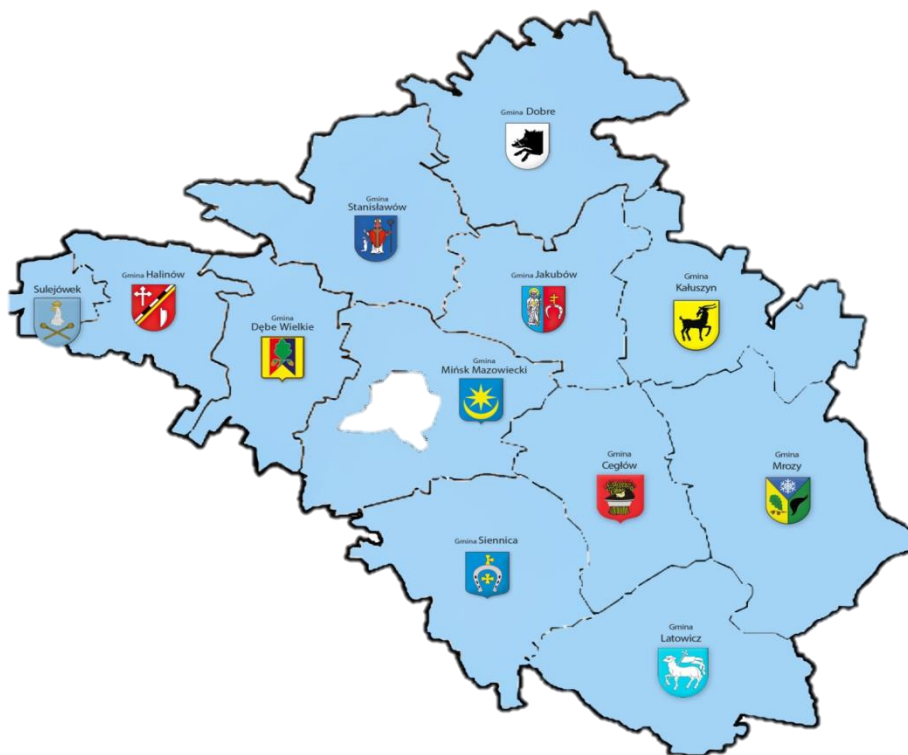 Gmina Dobre
Gmina
Stanisławów
Gmina Halinów
Gmina Jakubów
Gmina
Kałuszyn
Sulejówek
Gmina
Dębe Wielkie
Gmina
Mińsk Mazowiecki
Gmina
Cegłów
Gmina
Mrozy
Gmina Siennica
Gmina
Latowicz